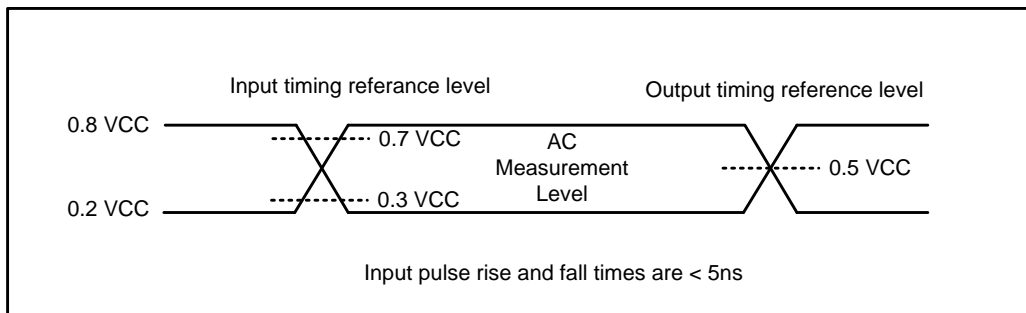 Input timing referance level
Output timing reference level
0.8 VCC
0.7 VCC
AC
Measurement
Level
0.5 VCC
0.3 VCC
0.2 VCC
Input pulse rise and fall times are < 5ns